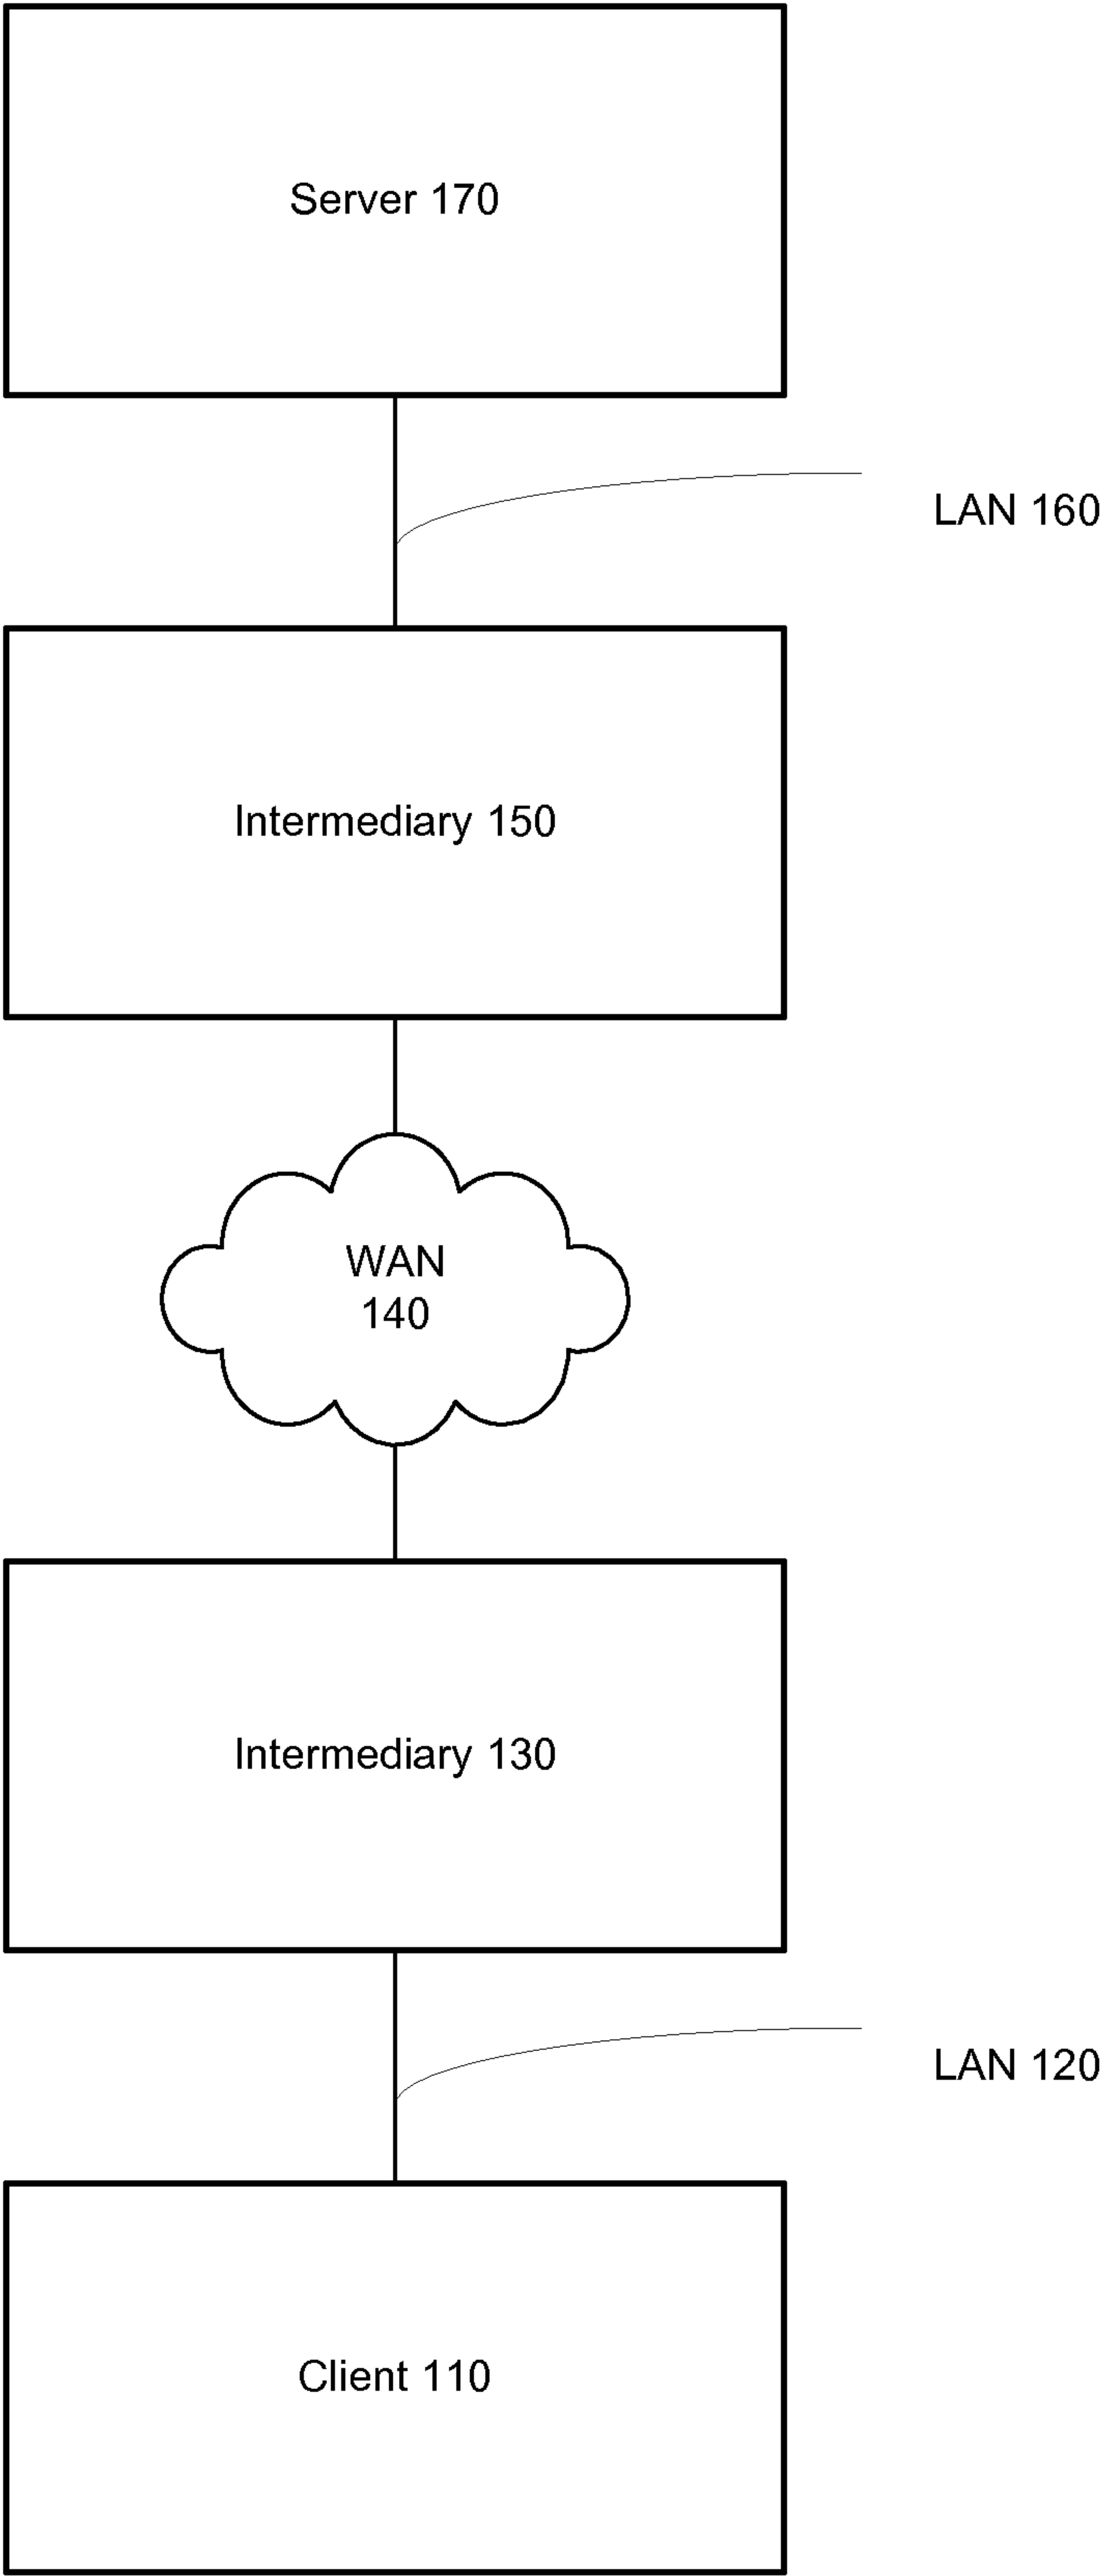 Server 170
LAN 160
Intermediary 150
WAN
140
Intermediary 130
LAN 120
Client 110